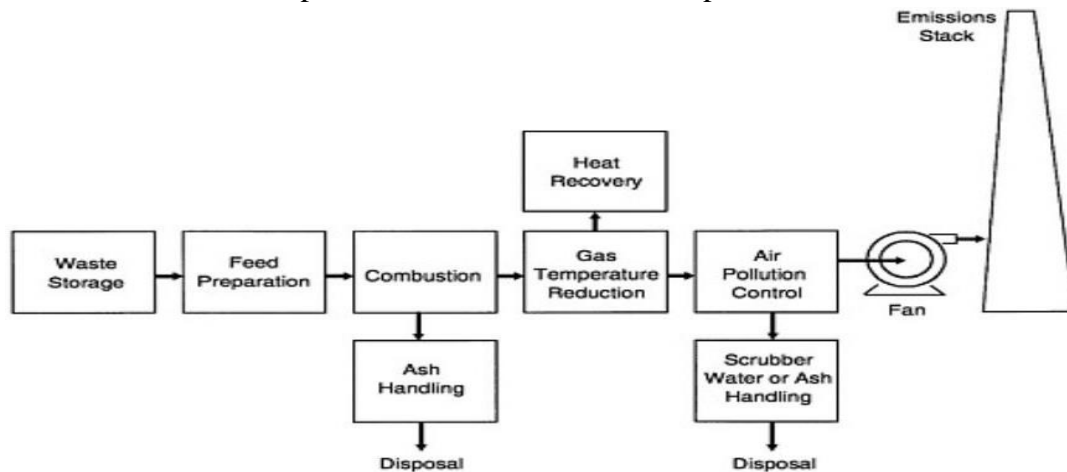 Emissions
Stack
Heat
Recovery
Waste
Storage
Feed
Preparation
Combustion
Gas
Temperature
Reduction
Air
Pollution
Control
Fan
Ash
Handling
Scrubber
Water or Ash
Handling
Disposal
Disposal